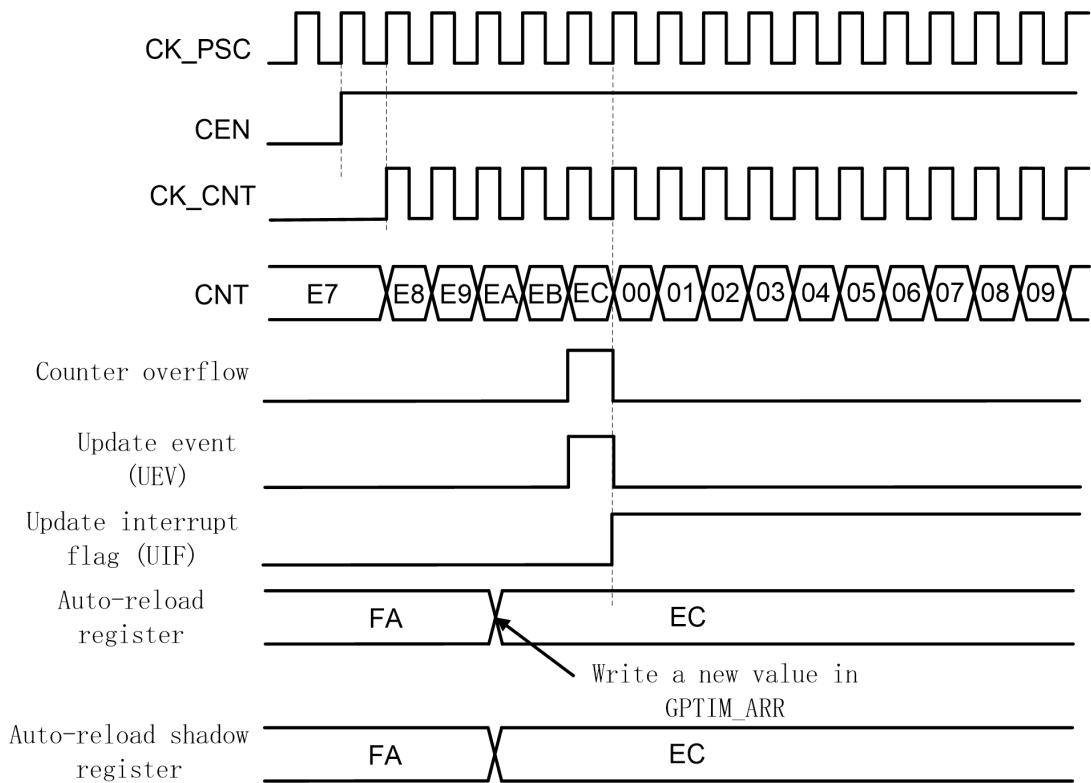 CK_PSC
CEN
CK_CNT
CNT
E7 E8 E9 EA EB EC 00 01 02 03 04 05 06 07 08 09
Counter overflow
Update event
(UEV)
Update interrupt
flag (UIF)
Auto-reload
register
FA EC
Write a new value in
GPTIM_ARR
Auto-reload shadow
register
FA EC